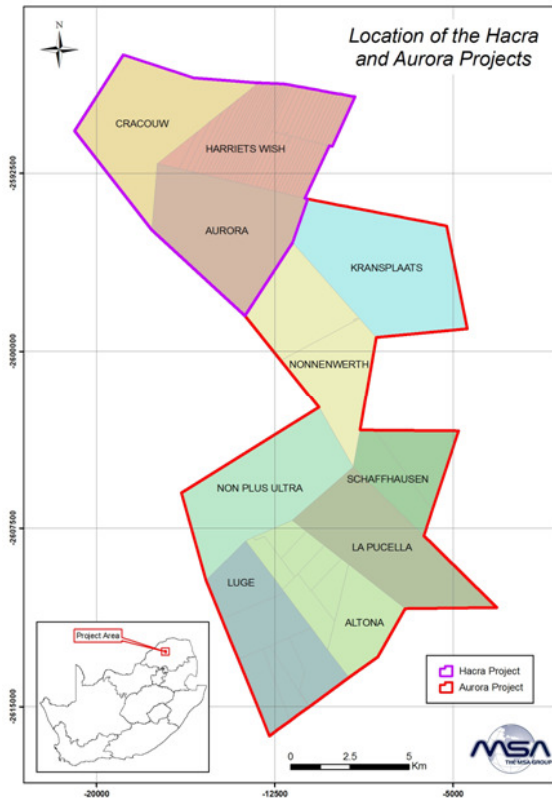 N
Location of the Hacra
and Aurora Projects
CRACOUW
HARRIETS WISH
-2592500
AURORA
KRANSPLAATS
-2600000
NONNENWERTH
SCHAFFHAUSEN
NON PLUS ULTRA
-2607500
LA PUCELLA
LUGE
ALTONA
Project Area
Hacra Project
Aurora Project
-2615000
MSA
THE MSA GROUP
0 2.5 5
Km
-20000 -12500 -5000